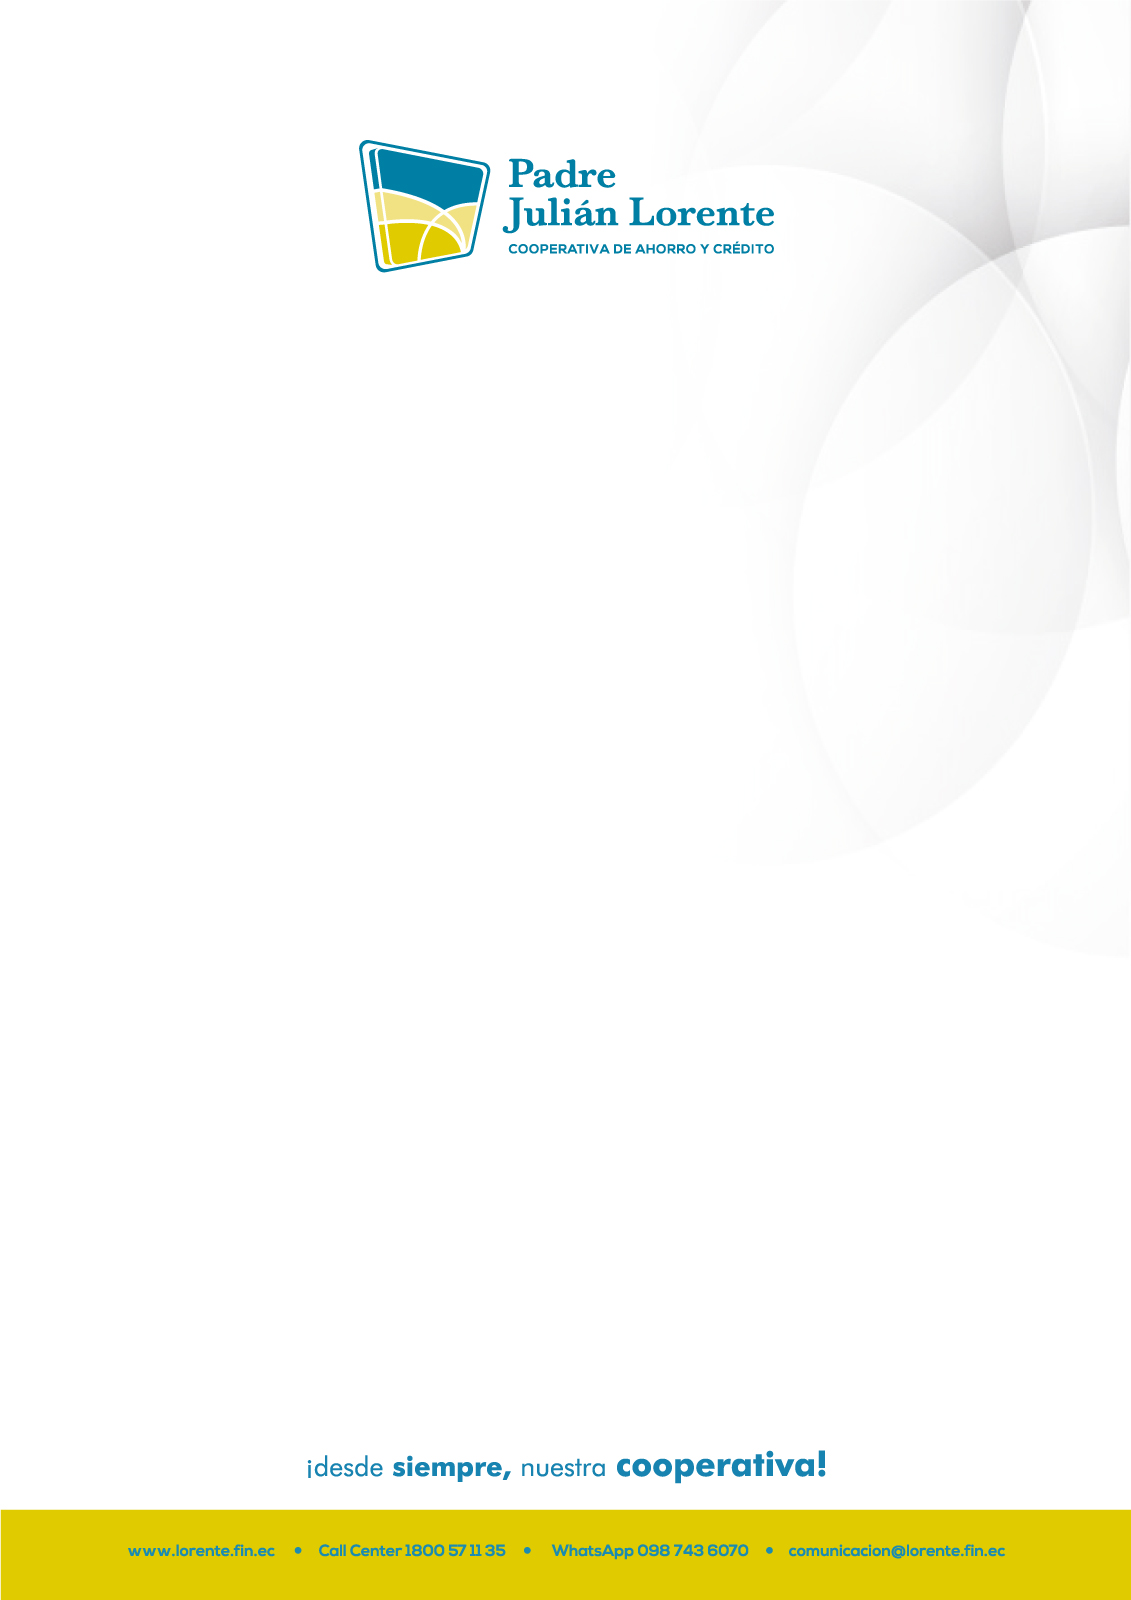 Padre
Julián Lorente
COOPERATIVA DE AHORRO Y CRÉDITO
¡desde siempre, nuestra cooperativa!
www.lorente.fin.ec • Call Center 1800 57 11 35 • WhatsApp 098 743 6070 • comunicacion@lorente.fin.ec